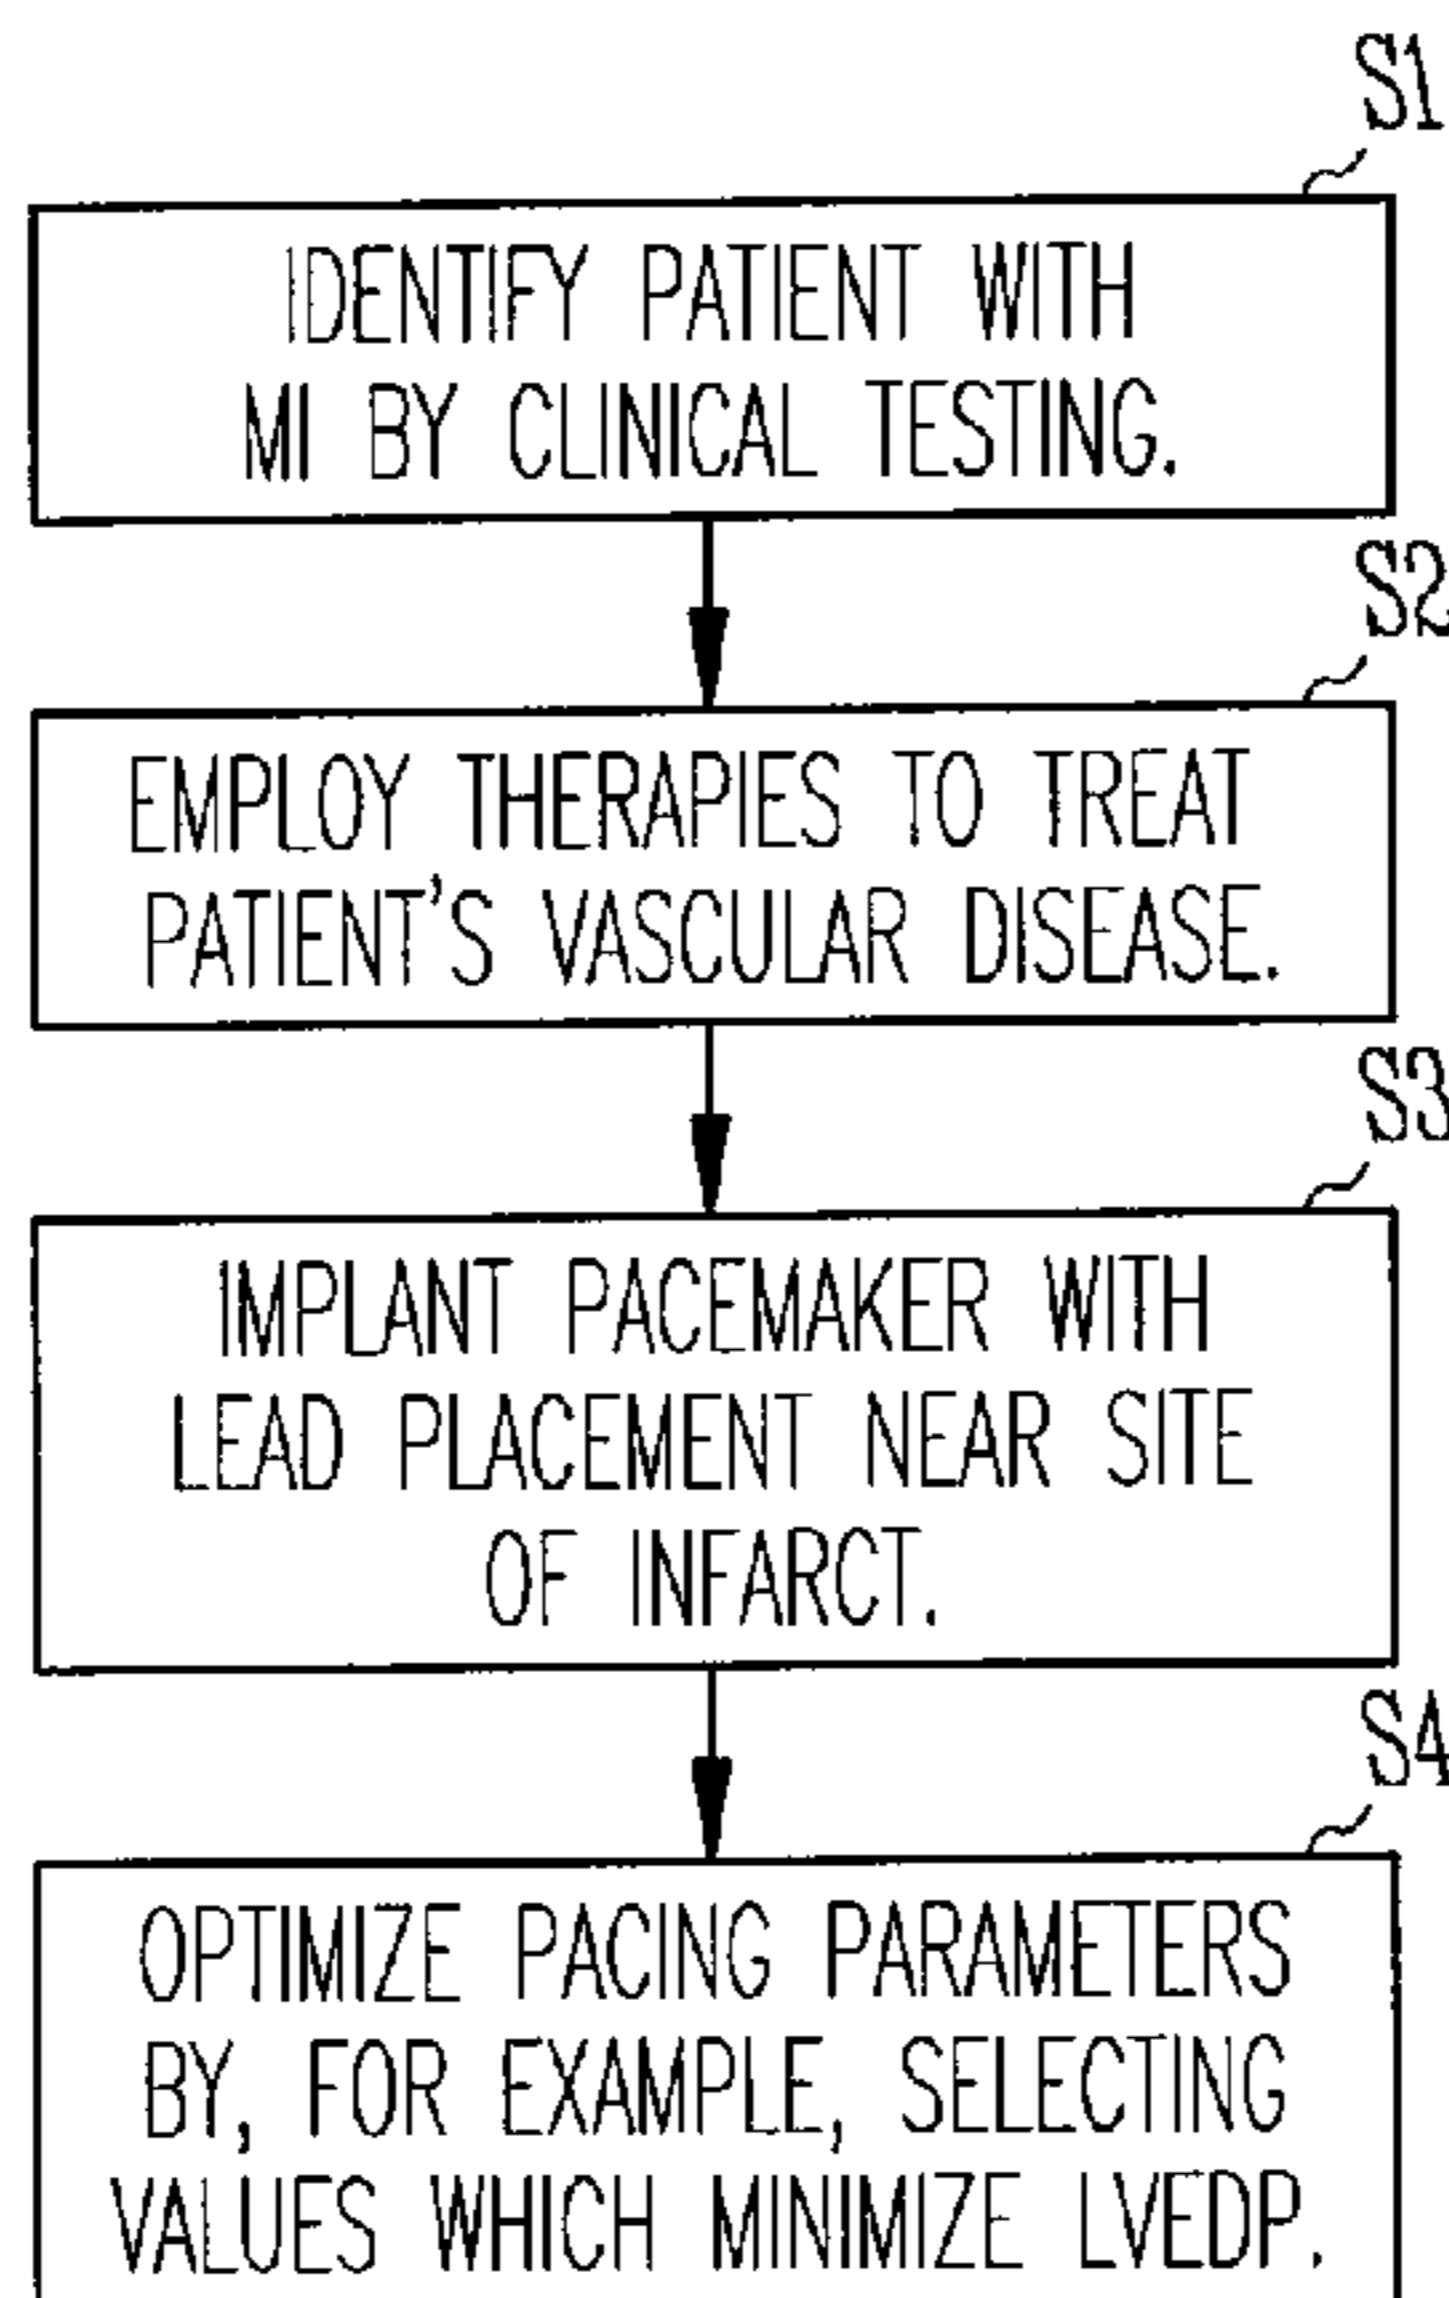 S1
IDENTIFY PATIENT WITH
MI BY CLINICAL TESTING.
S2
EMPLOY THERAPIES TO TREAT
PATIENT'S VASCULAR DISEASE.
S3
IMPLANT PACEMAKER WITH
LEAD PLACEMENT NEAR SITE
OF INFARCT.
S4
OPTIMIZE PACING PARAMETERS
BY, FOR EXAMPLE, SELECTING
VALUES WHICH MINIMIZE LVEDP.